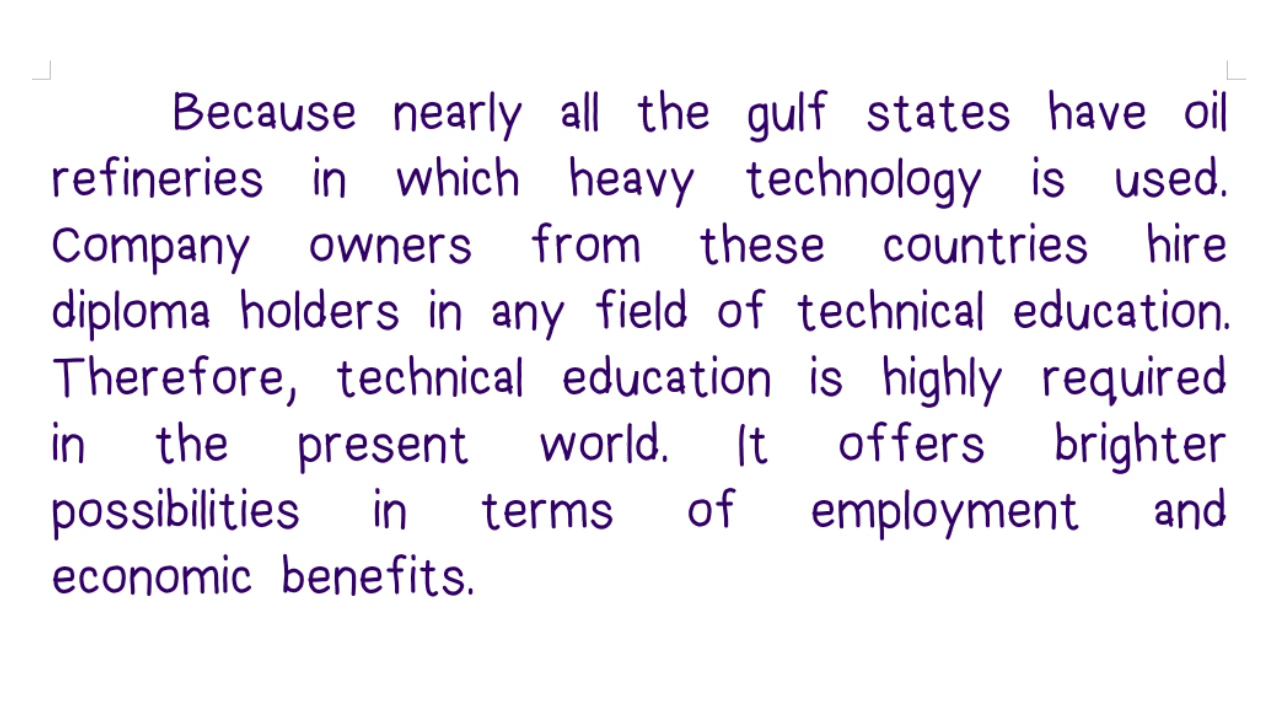 Because nearly all the gulf states have oil
refineries in which heavy technology is used.
Company owners from these countries hire
diploma holders in any field of technical education.
Therefore, technical education is highly required
in the present world. It offers brighter
possibilities in terms of employment and
economic benefits.